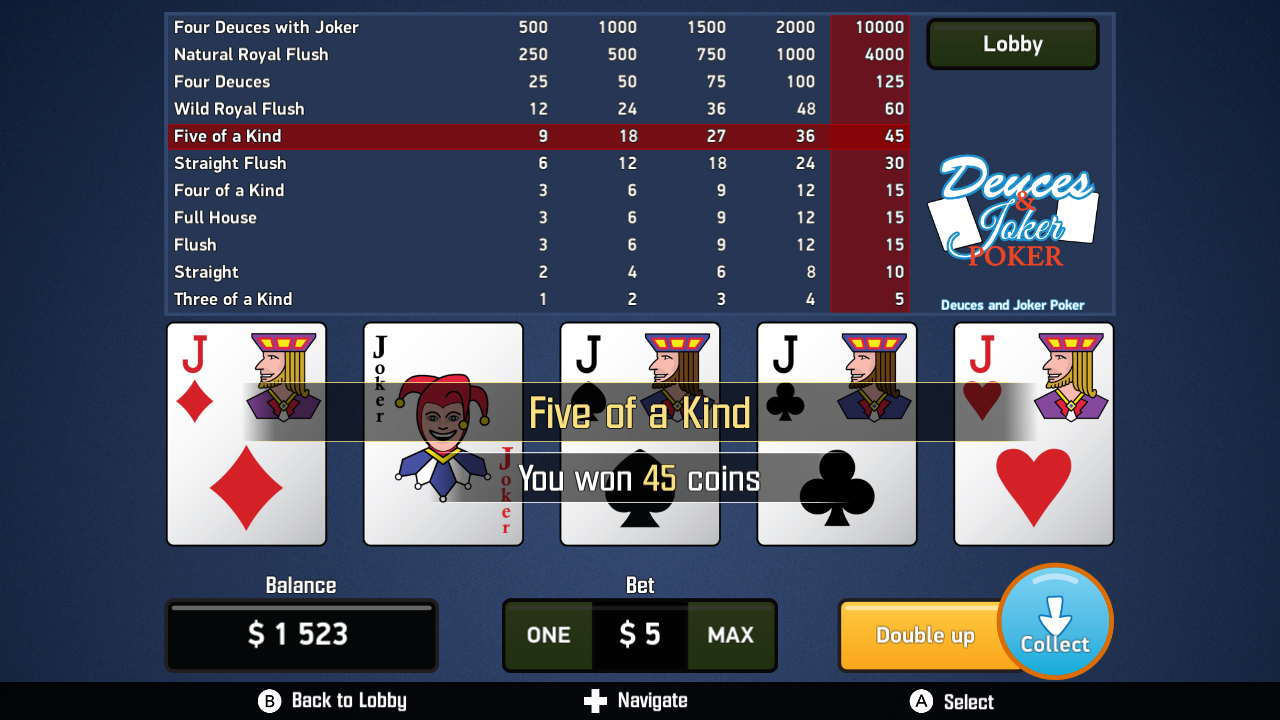 Four Deuces with Joker 500 1000 1500 2000 10000
Natural Royal Flush 250 500 750 1000 4000
Four Deuces 25 50 75 100 125
Wild Royal Flush 12 24 36 48 60
Five of a Kind 9 18 27 36 45
Straight Flush 6 12 18 24 30
Four of a Kind 3 6 9 12 15
Full House 3 6 9 12 15
Flush 3 6 9 12 15
Straight 2 4 6 8 10
Three of a Kind 1 2 3 4 5
Lobby
Deuces
&
Joker
POKER
Deuces and Joker Poker
J
Joker
J
J
J
Joker
Five of a Kind
You won 45 coins
Balance
$ 1 523
Bet
ONE $ 5 MAX
Double up
Collect
B Back to Lobby
Navigate
A Select